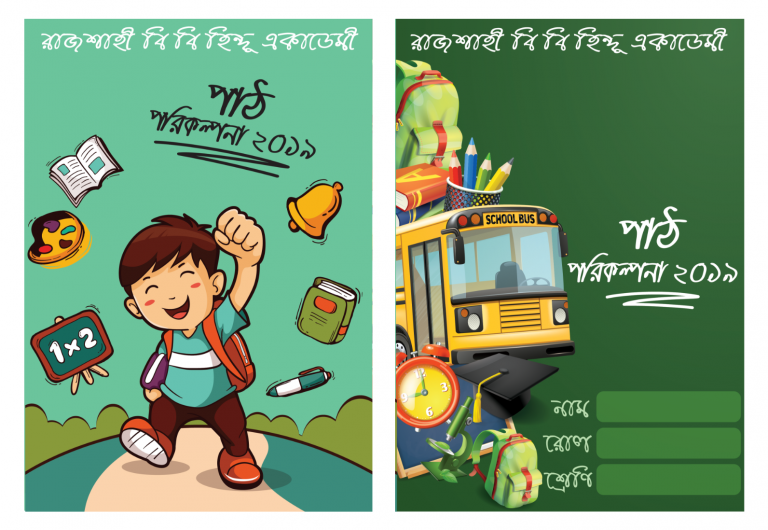 রাজশাহী বি বি হিন্দু একাডেমী
পাঠ
পরিকল্পনা ২০১৯
1×2
রাজশাহী বি বি হিন্দু একাডেমী
SCHOOL BUS
পাঠ
পরিকল্পনা ২০১৯
নাম
রোল
শ্রেণি